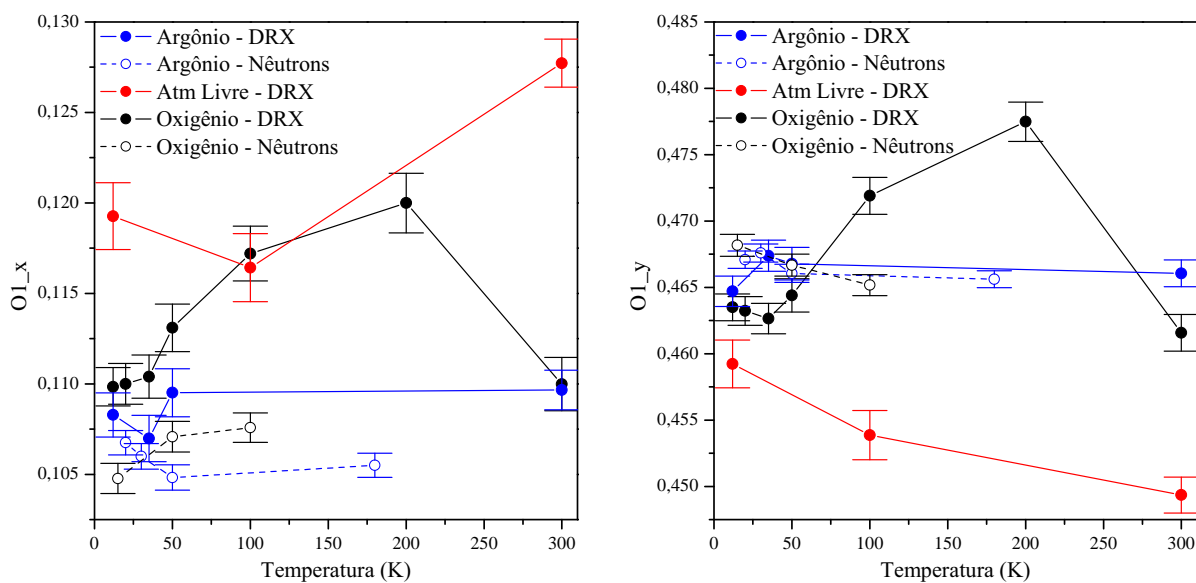 0,130
0,125
0,120
0,115
0,110
0,105
O1_x
Argônio - DRX
Argônio - Nêutrons
Atm Livre - DRX
Oxigênio - DRX
Oxigênio - Nêutrons
0 50 100 150 200 250 300
Temperatura (K)
0,485
0,480
0,475
0,470
0,465
0,460
0,455
0,450
O1_y
Argônio - DRX
Argônio - Nêutrons
Atm Livre - DRX
Oxigênio - DRX
Oxigênio - Nêutrons
0 50 100 150 200 250 300
Temperatura (K)